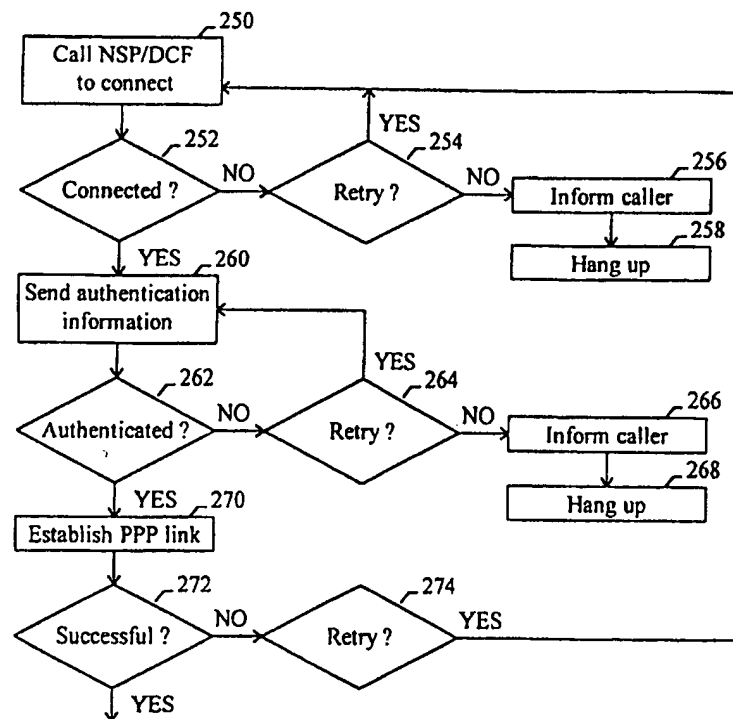 250
Call NSP/DCF
to connect
YES
252
254
256
Connected ?
NO
Retry ?
NO
Inform caller
258
YES
260
Hang up
Send authentication
information
YES
262
264
266
Authenticated ?
NO
Retry ?
NO
Inform caller
268
YES
270
Hang up
Establish PPP link
272
274
Successful ?
NO
Retry ?
YES
YES